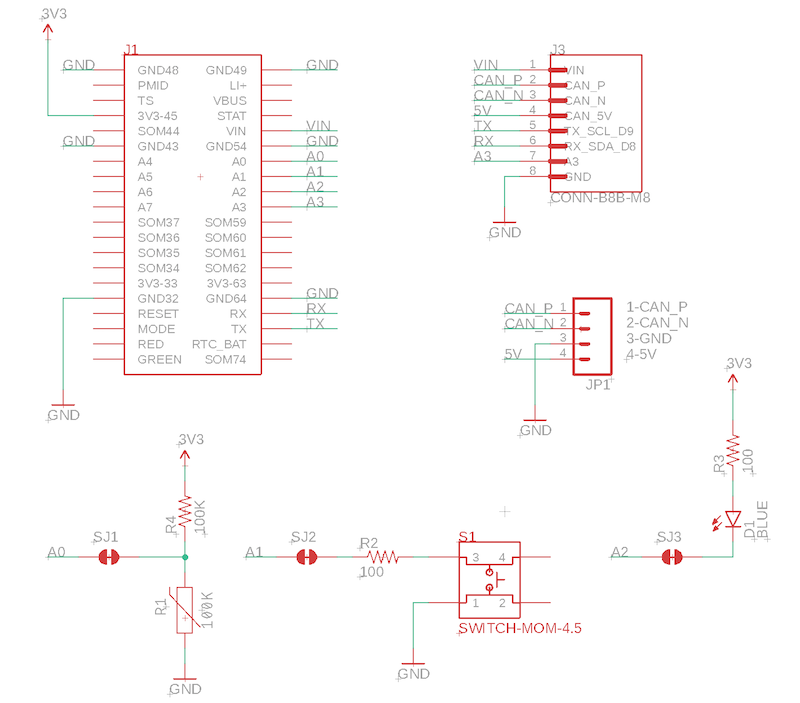 3V3
J1
GND GND48 GND49 GND
PMID LI+
TS VBUS
3V3-45 STAT
SOM44 VIN VIN
GND GND43 GND54 GND
A4 A0 A0
A5 A1 A1
A6 A2 A2
A7 A3 A3
SOM37 SOM59
SOM36 SOM60
SOM35 SOM61
SOM34 SOM62
3V3-33 3V3-63
GND32 GND64 GND
RESET RX RX
MODE TX TX
RED RTC_BAT
GREEN SOM74
GND
J3
VIN 1 VIN
CAN_P 2 CAN_P
CAN_N 3 CAN_N
5V 4 CAN_5V
TX 5 TX_SCL_D9
RX 6 RX_SDA_D8
A3 7 A3
8 GND
CONN-B8B-M8
GND
CAN_P 1 1-CAN_P
CAN_N 2 2-CAN_N
3 3-GND
5V 4 4-5V
JP1
GND
3V3
R4
100K
A0 SJ1
R1
100K
GND
A1 SJ2
R2
100
S1
3 4
1 2
SWITCH-MOM-4.5
GND
3V3
R3
100
D1
BLUE
A2 SJ3